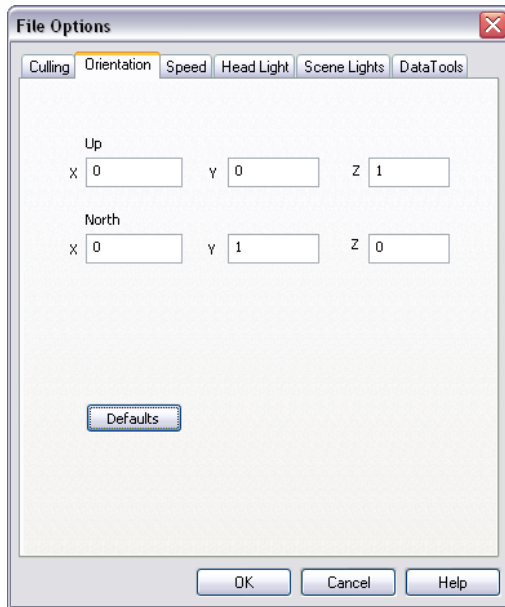 File Options
Culling Orientation Speed Head Light Scene Lights DataTools
Up
X 0 Y 0 Z 1
North
X 0 Y 1 Z 0
Defaults
OK Cancel Help